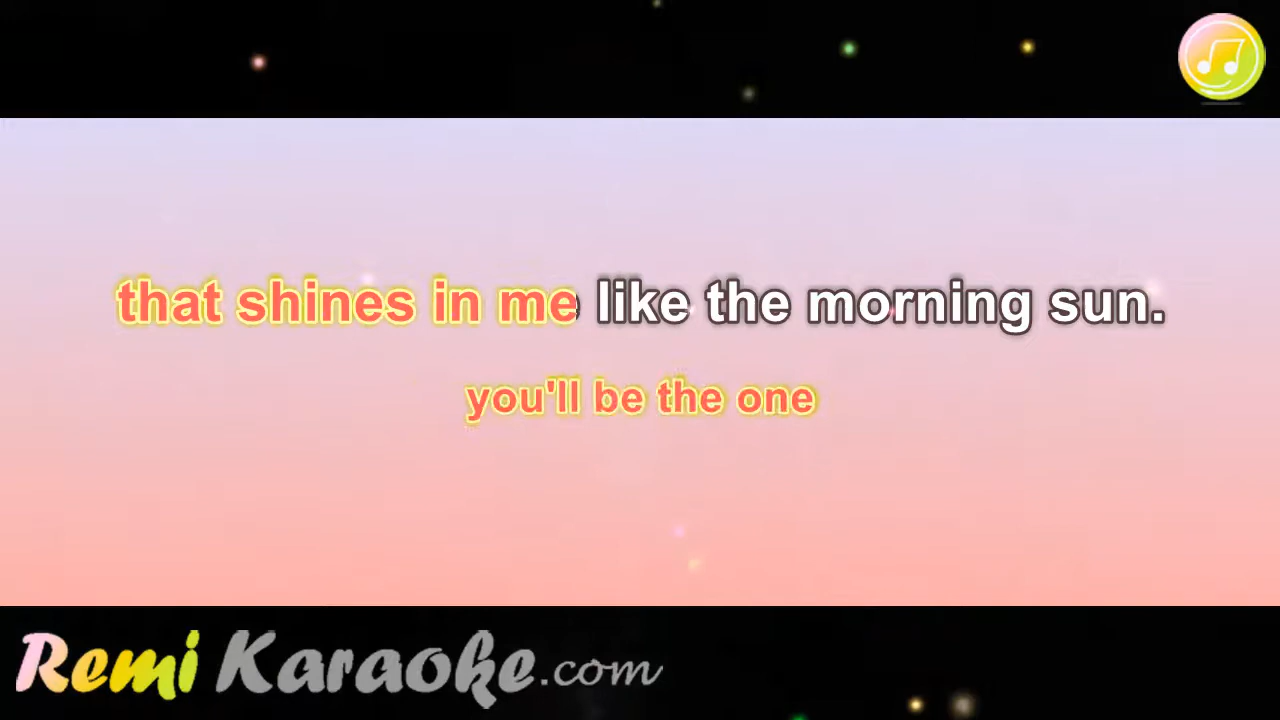 that shines in me like the morning sun.
you'll be the one
Remi Karaoke.com